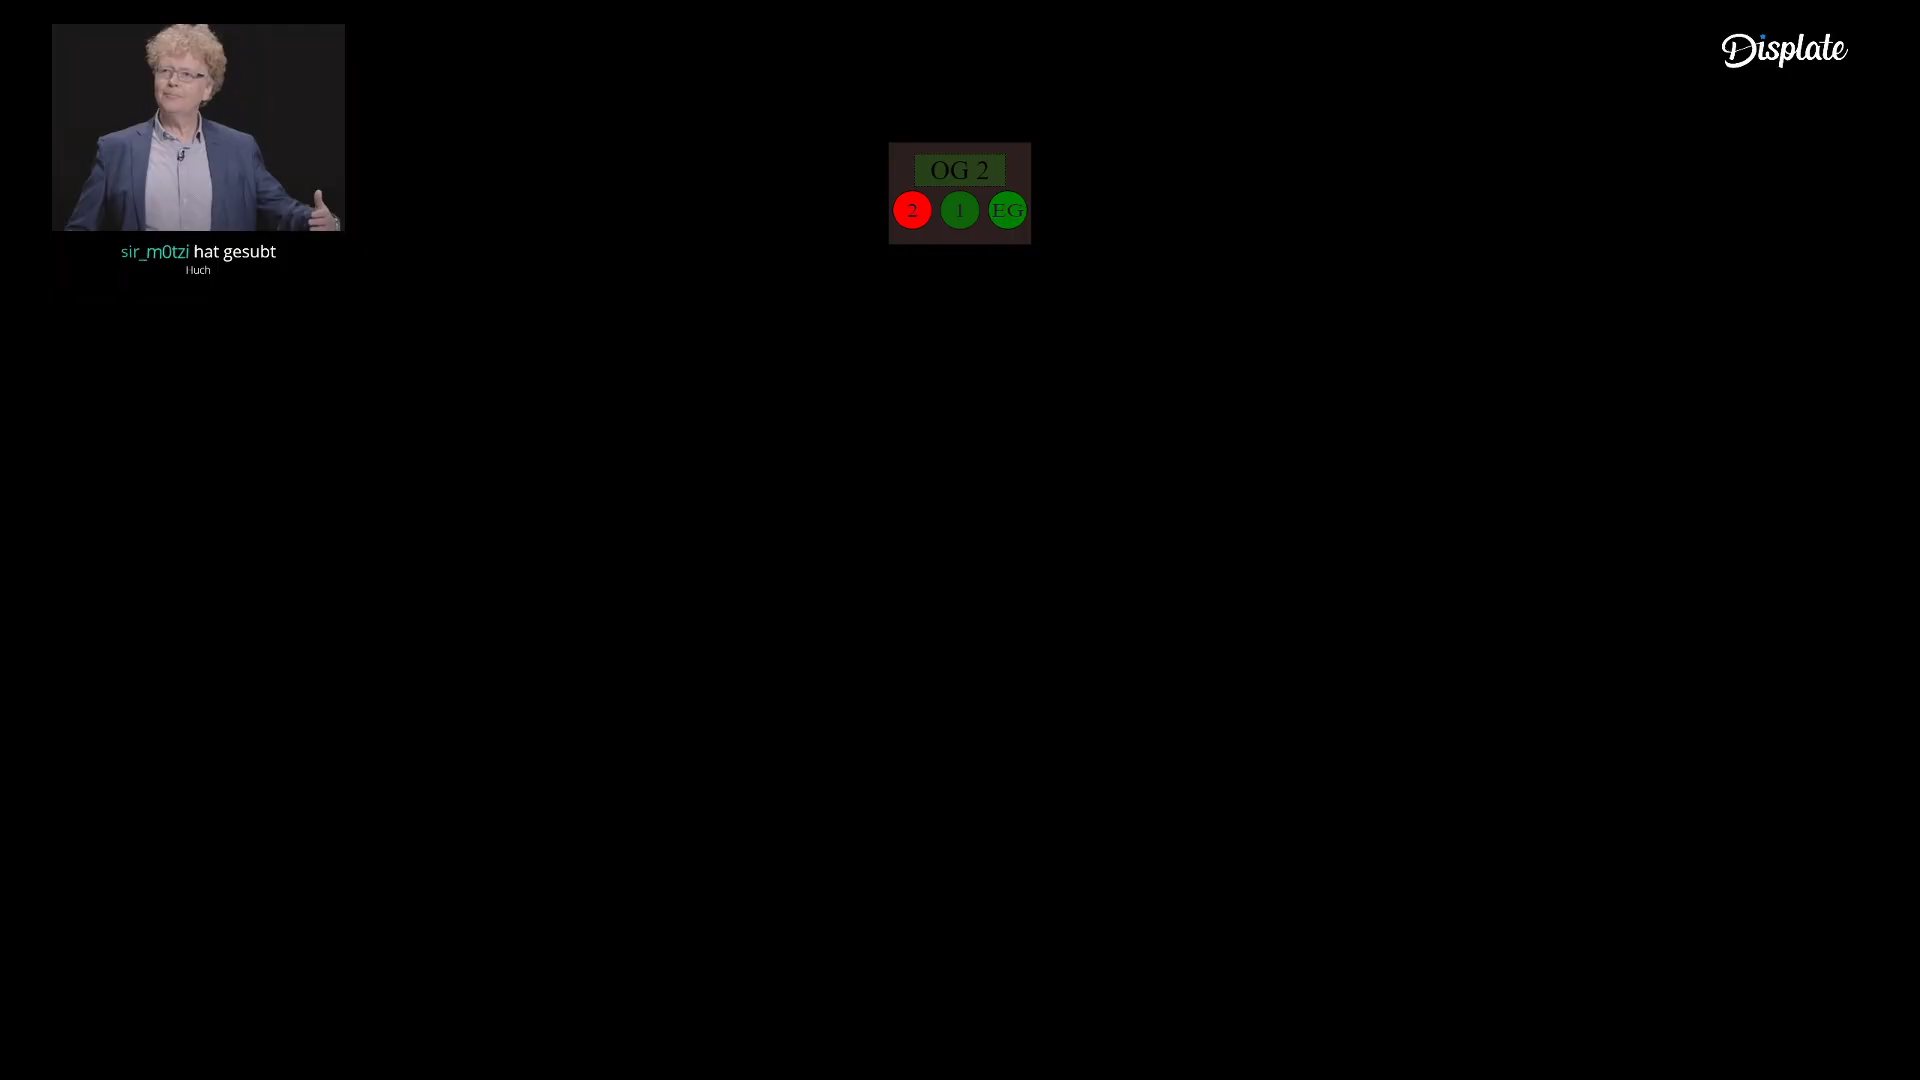 Displate
OG 2
2 1 EG
sir_m0tzi hat gesubt
Huch